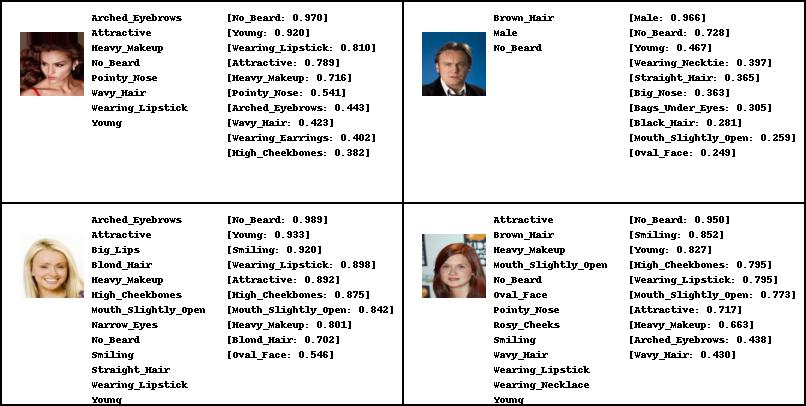 Arched_Eyebrows [No_Beard: 0.970]
Attractive [Young: 0.920]
Heavy_Makeup [Wearing_Lipstick: 0.810]
No_Beard [Attractive: 0.789]
Pointy_Nose [Heavy_Makeup: 0.716]
Wavy_Hair [Pointy_Nose: 0.541]
Wearing_Lipstick [Arched_Eyebrows: 0.443]
Young [Wavy_Hair: 0.423]
[Wearing_Earrings: 0.402]
[High_Cheekbones: 0.382]
Brown_Hair [Male: 0.966]
Male [No_Beard: 0.728]
No_Beard [Young: 0.467]
[Wearing_Necktie: 0.397]
[Straight_Hair: 0.365]
[Big_Nose: 0.363]
[Bags_Under_Eyes: 0.305]
[Black_Hair: 0.281]
[Mouth_Slightly_Open: 0.259]
[Oval_Face: 0.249]
Arched_Eyebrows [No_Beard: 0.989]
Attractive [Young: 0.933]
Big_Lips [Smiling: 0.920]
Blond_Hair [Wearing_Lipstick: 0.898]
Heavy_Makeup [Attractive: 0.892]
High_Cheekbones [High_Cheekbones: 0.875]
Mouth_Slightly_Open [Mouth_Slightly_Open: 0.842]
Narrow_Eyes [Heavy_Makeup: 0.801]
No_Beard [Blond_Hair: 0.702]
Smiling [Oval_Face: 0.546]
Straight_Hair
Wearing_Lipstick
Young
Attractive [No_Beard: 0.950]
Brown_Hair [Smiling: 0.852]
Heavy_Makeup [Young: 0.827]
Mouth_Slightly_Open [High_Cheekbones: 0.795]
No_Beard [Wearing_Lipstick: 0.795]
Oval_Face [Mouth_Slightly_Open: 0.773]
Pointy_Nose [Attractive: 0.717]
Rosy_Cheeks [Heavy_Makeup: 0.663]
Smiling [Arched_Eyebrows: 0.438]
Wavy_Hair [Wavy_Hair: 0.430]
Wearing_Lipstick
Wearing_Necklace
Young